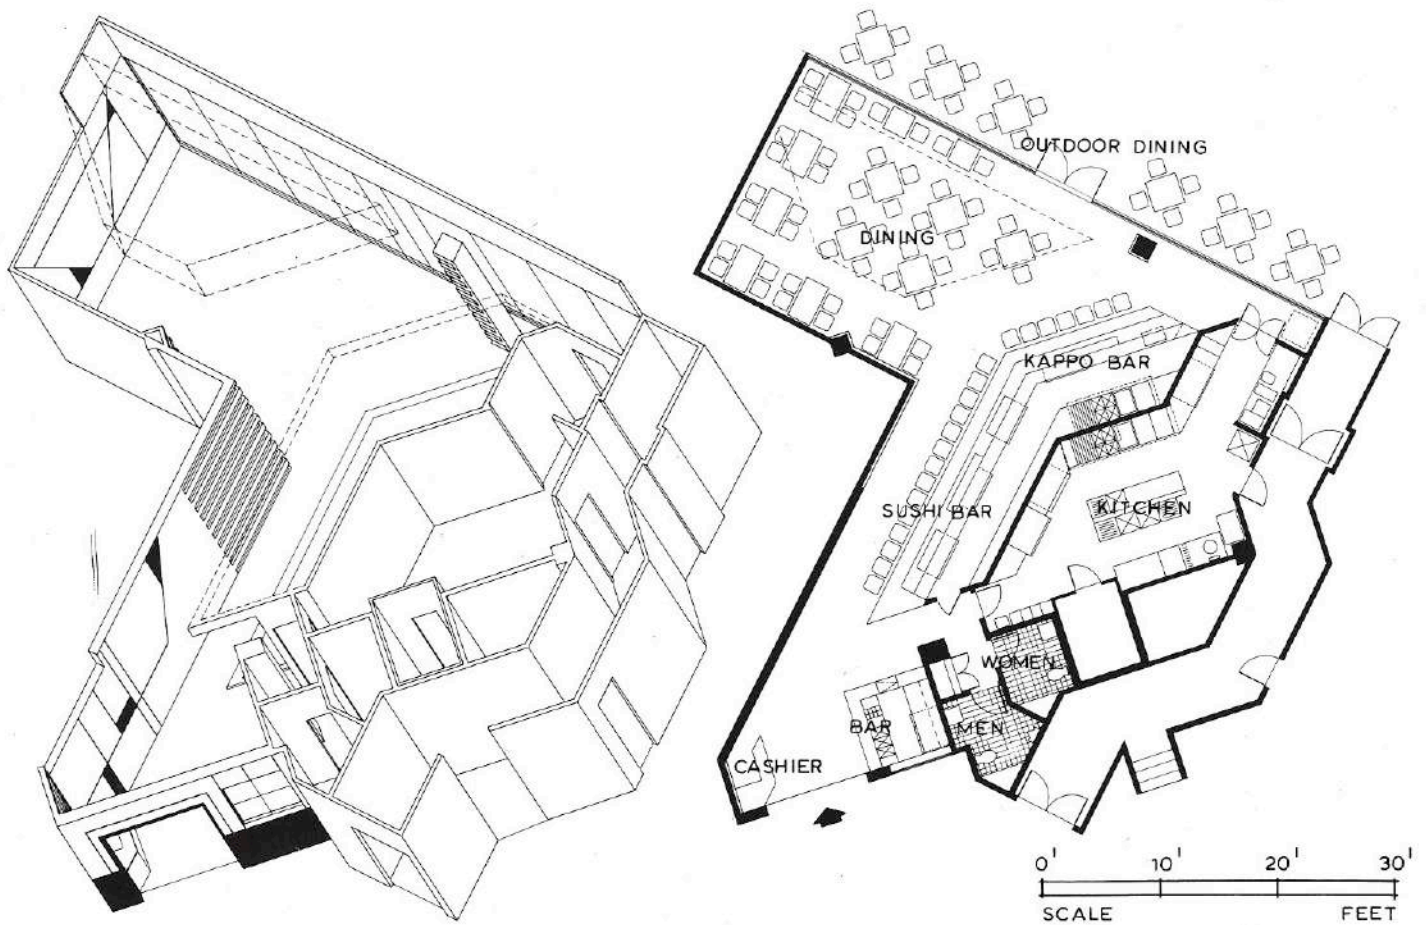 OUTDOOR DINING
DINING
KAPPO BAR
SUSHI BAR
KITCHEN
WOMEN
BAR
MEN
CASHIER
0' 10' 20' 30'
SCALE FEET